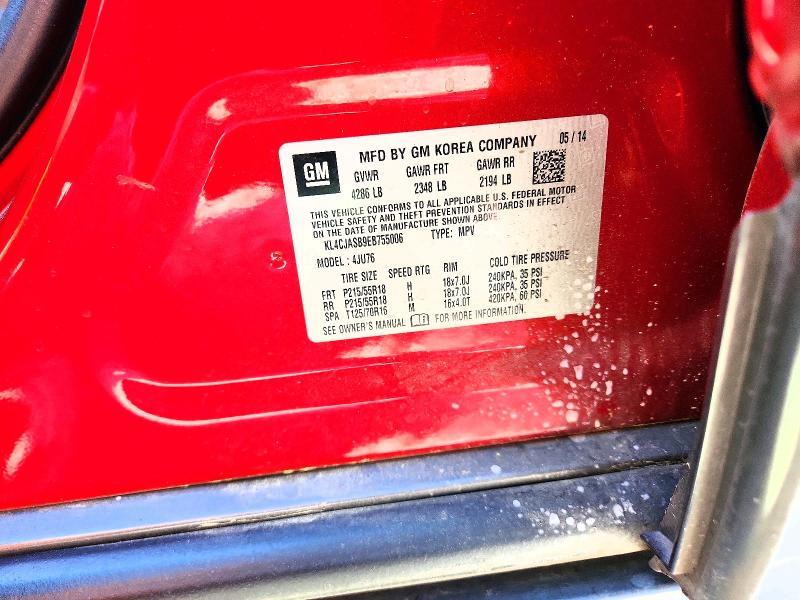 GM
MFD BY GM KOREA COMPANY 05 / 14
GVWR GAWR FRT GAWR RR
4286 LB 2348 LB 2194 LB
THIS VEHICLE CONFORMS TO ALL APPLICABLE U.S. FEDERAL MOTOR
VEHICLE SAFETY AND THEFT PREVENTION STANDARDS IN EFFECT
ON THE DATE OF MANUFACTURE SHOWN ABOVE.
KL4CJASB9EB755006 TYPE: MPV
MODEL : 4JU76
TIRE SIZE SPEED RTG RIM COLD TIRE PRESSURE
FRT P215/55R18 H 18x7.0J 240KPA, 35 PSI
RR P215/55R18 H 18x7.0J 240KPA, 35 PSI
SPA T125/70R16 M 16x4.0T 420KPA, 60 PSI
SEE OWNER'S MANUAL FOR MORE INFORMATION.